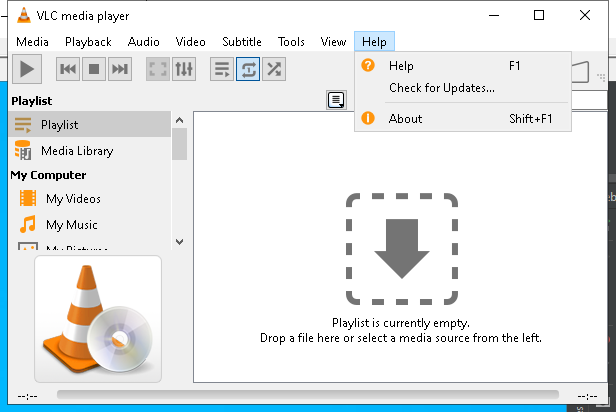 VLC media player
Media Playback Audio Video Subtitle Tools View Help
Help F1
Check for Updates...
About Shift+F1
Playlist
Playlist
Media Library
My Computer
My Videos
My Music
My Pictures
Playlist is currently empty.
Drop a file here or select a media source from the left.
--:-- --:--